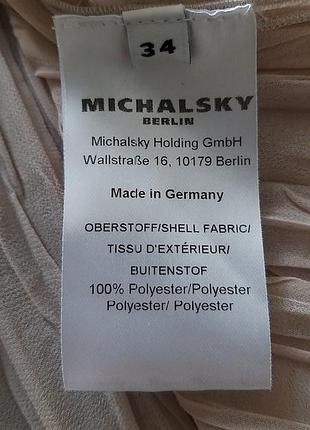 34
MICHALSKY
BERLIN
Michalsky Holding GmbH
Wallstraße 16, 10179 Berlin
Made in Germany
OBERSTOFF/SHELL FABRIC/
TISSU D'EXTÉRIEUR/
BUITENSTOF
100% Polyester/Polyester
Polyester/ Polyester